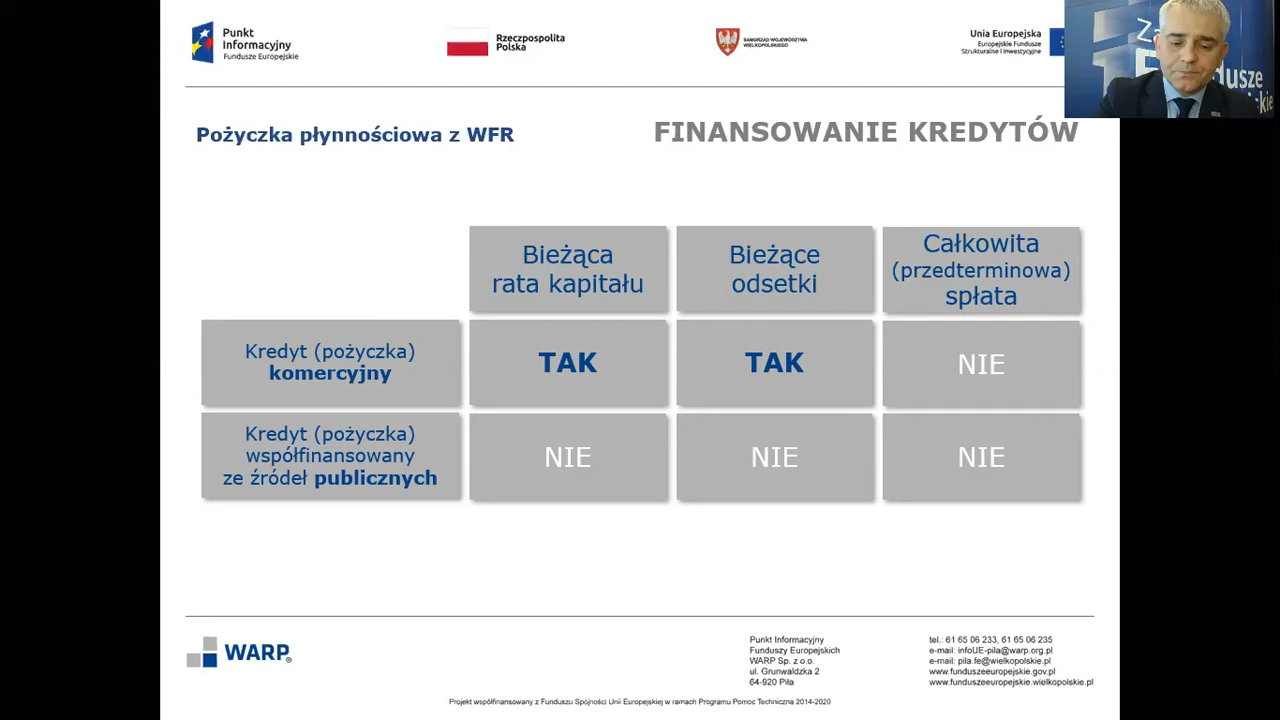 Punkt
Informacyjny
Fundusze Europejskie
Rzeczpospolita
Polska
SAMORZĄD WOJEWÓDZTWA
WIELKOPOLSKIEGO
Unia Europejska
Europejskie Fundusze
Strukturalne i Inwestycyjne
Pożyczka płynnościowa z WFR
FINANSOWANIE KREDYTÓW
Bieżąca
rata kapitału
Bieżące
odsetki
Całkowita
(przedterminowa)
spłata
Kredyt (pożyczka)
komercyjny
TAK
TAK
NIE
Kredyt (pożyczka)
współfinansowany
ze źródeł publicznych
NIE
NIE
NIE
WARP
Punkt Informacyjny
Funduszy Europejskich
WARP Sp. z o.o.
ul. Grunwaldzka 2
64-920 Piła
tel.: 61 65 06 233, 61 65 06 235
e-mail: infoUE-pila@warp.org.pl
e-mail: pila.fe@wielkopolskie.pl
www.funduszeeuropejskie.gov.pl
www.funduszeeuropejskie.wielkopolskie.pl
Projekt współfinansowany z Funduszu Spójności Unii Europejskiej w ramach Programu Pomoc Techniczna 2014-2020